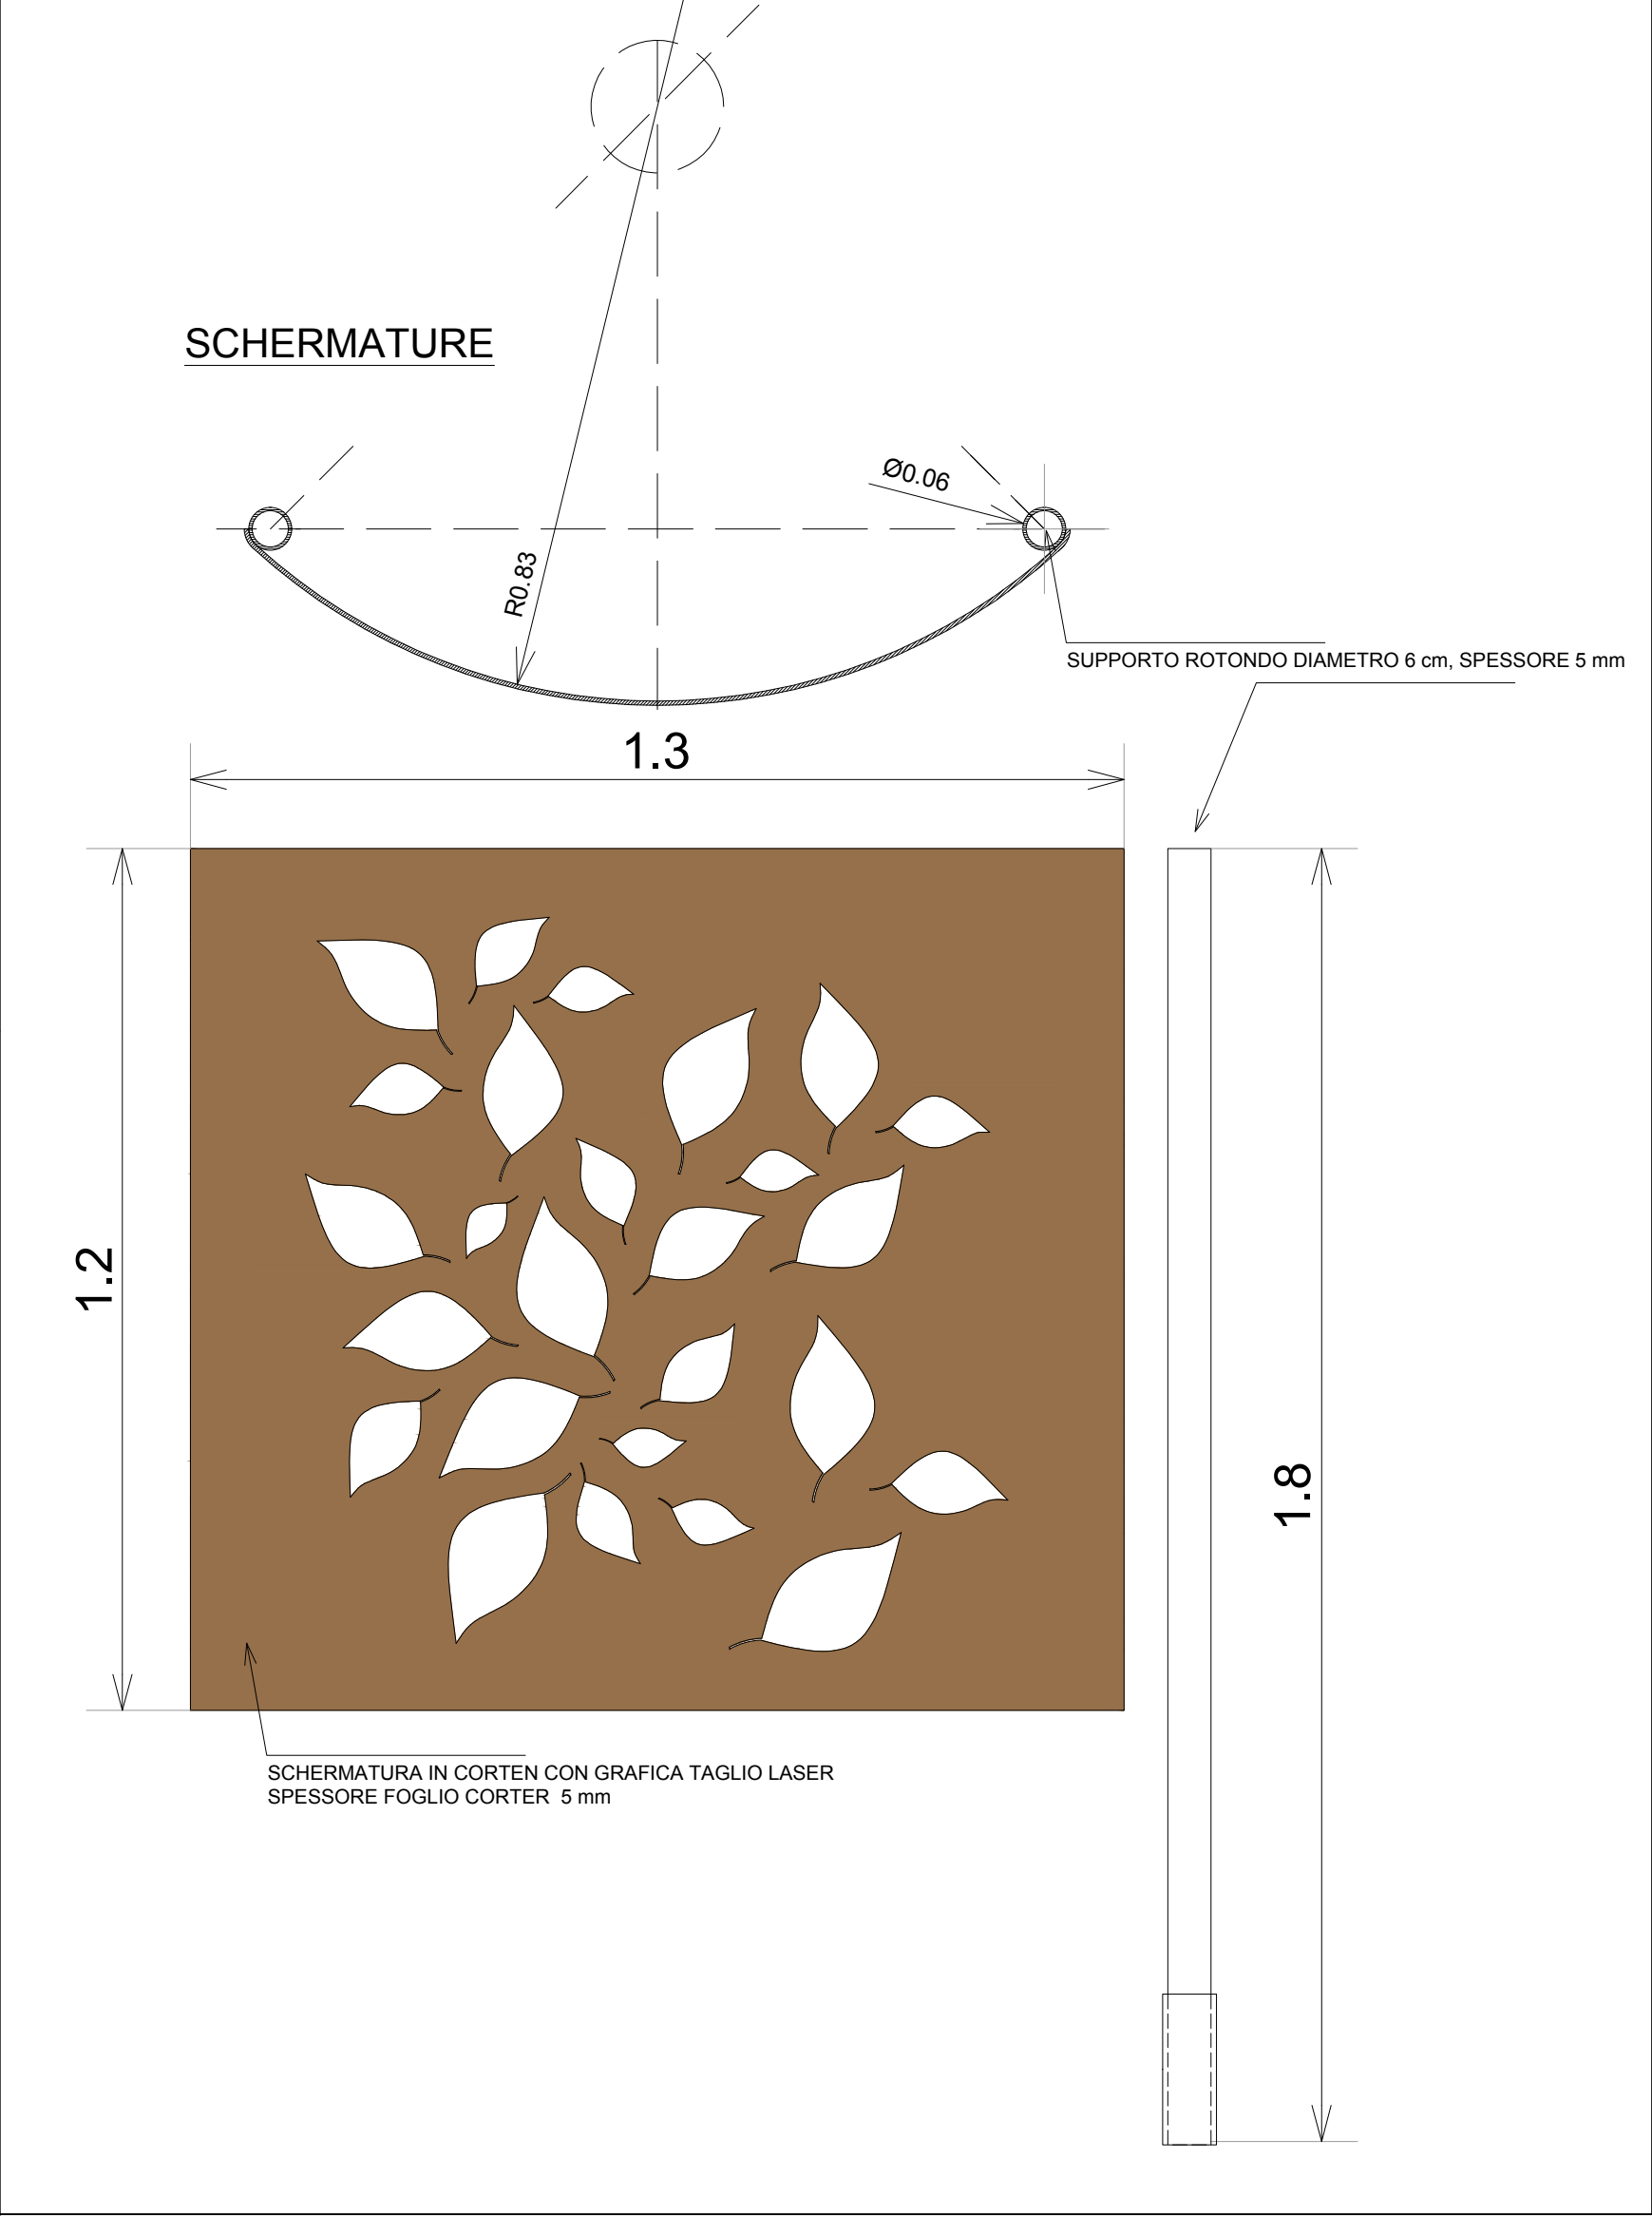 SCHERMATURE
Ø0.06
R0.83
SUPPORTO ROTONDO DIAMETRO 6 cm, SPESSORE 5 mm
1.3
1.2
1.8
SCHERMATURA IN CORTEN CON GRAFICA TAGLIO LASER
SPESSORE FOGLIO CORTER 5 mm